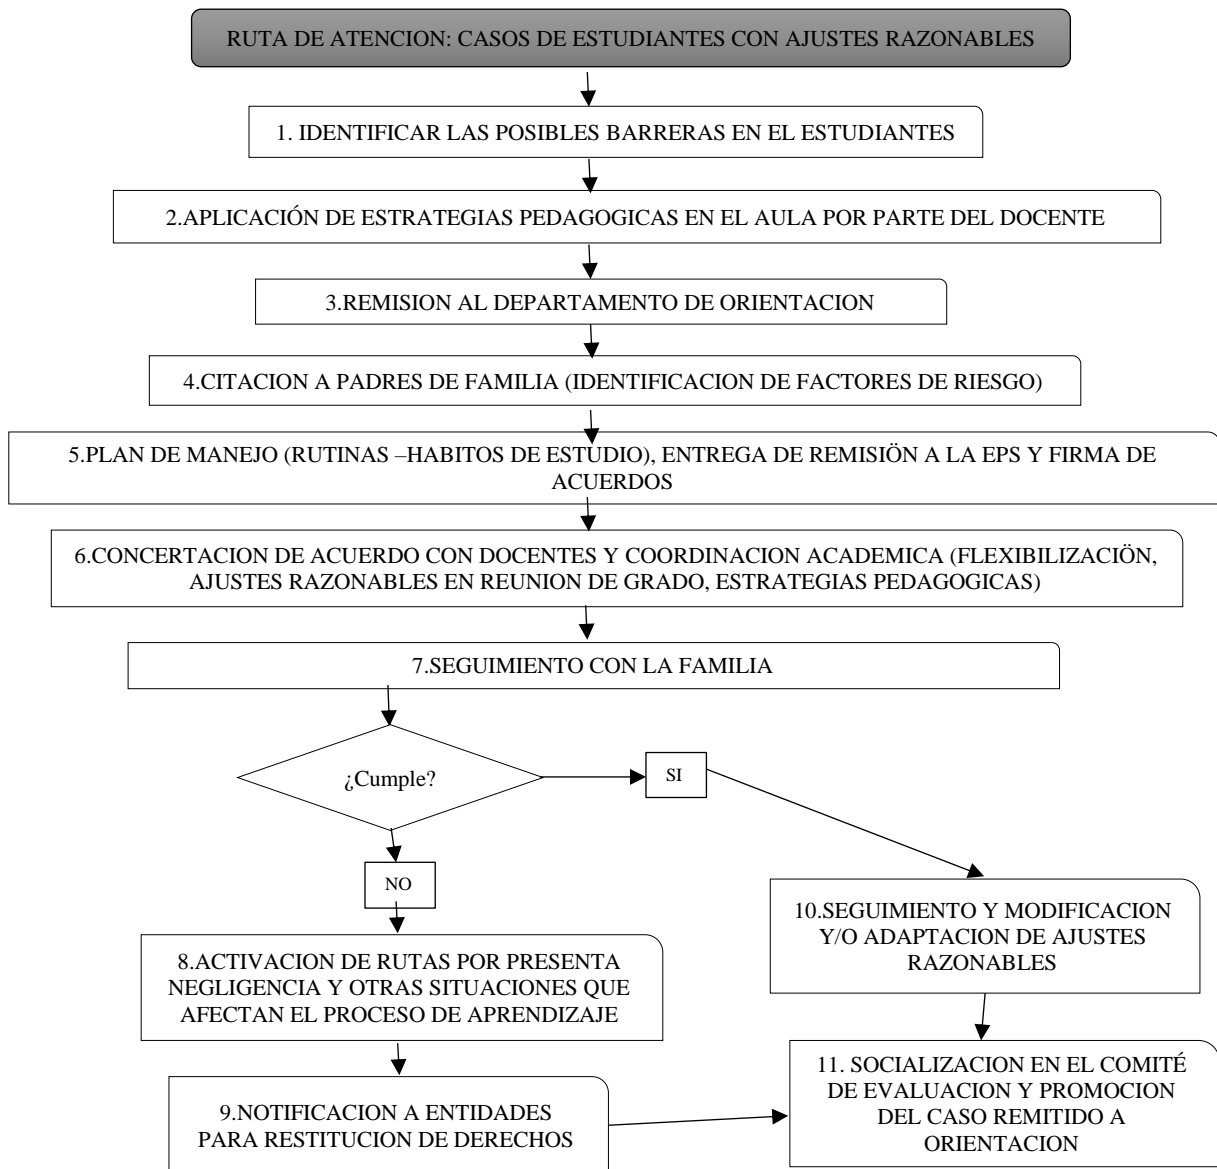 RUTA DE ATENCION: CASOS DE ESTUDIANTES CON AJUSTES RAZONABLES
1. IDENTIFICAR LAS POSIBLES BARRERAS EN EL ESTUDIANTES
2.APLICACIÓN DE ESTRATEGIAS PEDAGOGICAS EN EL AULA POR PARTE DEL DOCENTE
3.REMISION AL DEPARTAMENTO DE ORIENTACION
4.CITACION A PADRES DE FAMILIA (IDENTIFICACION DE FACTORES DE RIESGO)
5.PLAN DE MANEJO (RUTINAS –HABITOS DE ESTUDIO), ENTREGA DE REMISIÖN A LA EPS Y FIRMA DE
ACUERDOS
6.CONCERTACION DE ACUERDO CON DOCENTES Y COORDINACION ACADEMICA (FLEXIBILIZACIÖN,
AJUSTES RAZONABLES EN REUNION DE GRADO, ESTRATEGIAS PEDAGOGICAS)
7.SEGUIMIENTO CON LA FAMILIA
¿Cumple?
SI
NO
8.ACTIVACION DE RUTAS POR PRESENTA
NEGLIGENCIA Y OTRAS SITUACIONES QUE
AFECTAN EL PROCESO DE APRENDIZAJE
9.NOTIFICACION A ENTIDADES
PARA RESTITUCION DE DERECHOS
10.SEGUIMIENTO Y MODIFICACION
Y/O ADAPTACION DE AJUSTES
RAZONABLES
11. SOCIALIZACION EN EL COMITÉ
DE EVALUACION Y PROMOCION
DEL CASO REMITIDO A
ORIENTACION